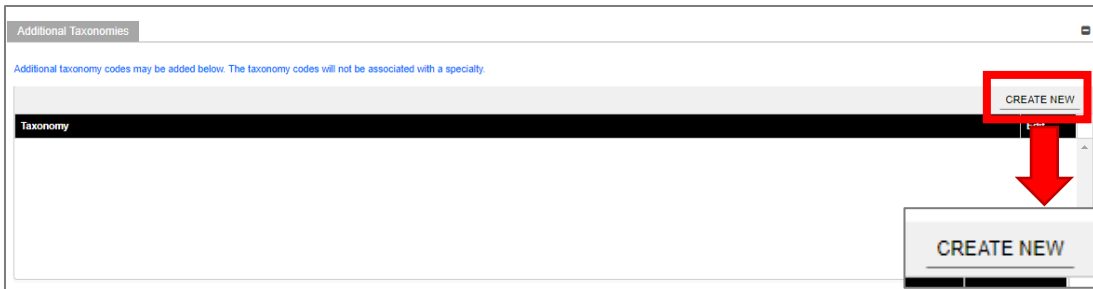 Additional Taxonomies
Additional taxonomy codes may be added below. The taxonomy codes will not be associated with a specialty.
CREATE NEW
Taxonomy Edit
CREATE NEW